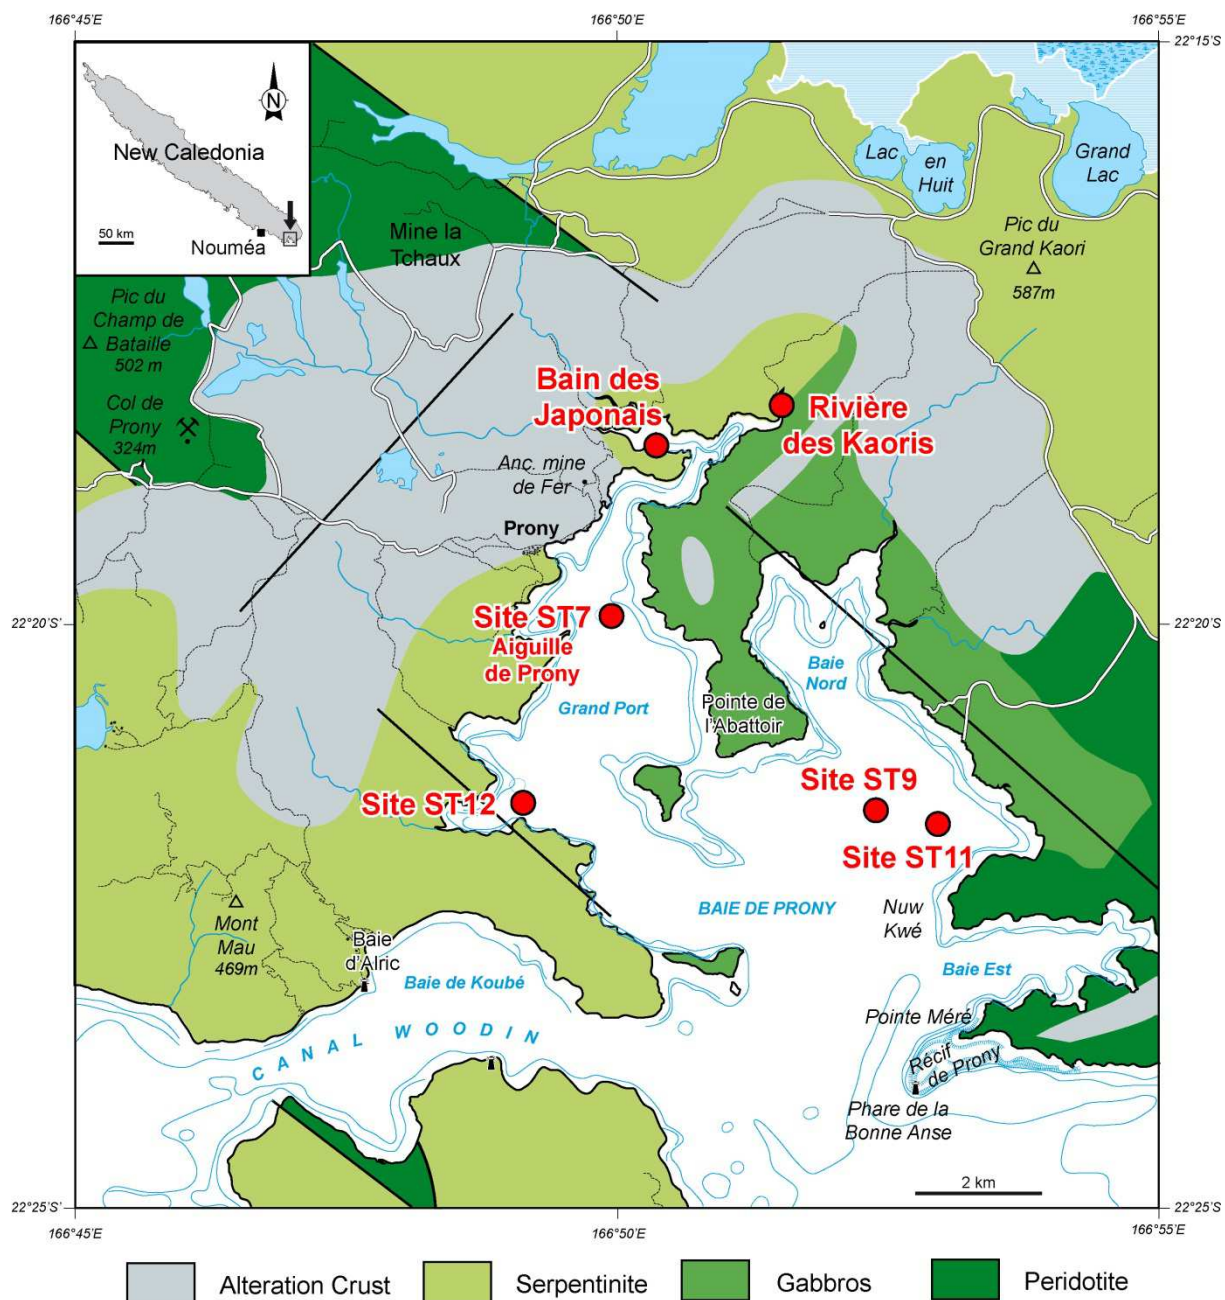 166°45'E
166°50'E
166°55'E
22°15'S
N
New Caledonia
50 km
Nouméa
Lac
en
Huit
Grand
Lac
Mine la
Tchaux
Pic du
Grand Kaori
587m
Pic du
Champ de
Bataille
502 m
Col de
Prony
324m
Bain des
Japonais
Rivière
des Kaoris
Anc. mine
de Fer
Prony
22°20'S
22°20'S
Site ST7
Aiguille
de Prony
Baie
Nord
Grand Port
Pointe de
l'Abattoir
Site ST9
Site ST12
Site ST11
BAIE DE PRONY
Nuw
Kwé
Mont
Mau
469m
Baie
d'Alric
Baie de Koubé
Baie Est
CANAL WOODIN
Pointe Méré
Récif
de Prony
Phare de la
Bonne Anse
2 km
22°25'S'
22°25'S
166°45'E
166°50'E
166°55'E
Alteration Crust
Serpentinite
Gabbros
Peridotite